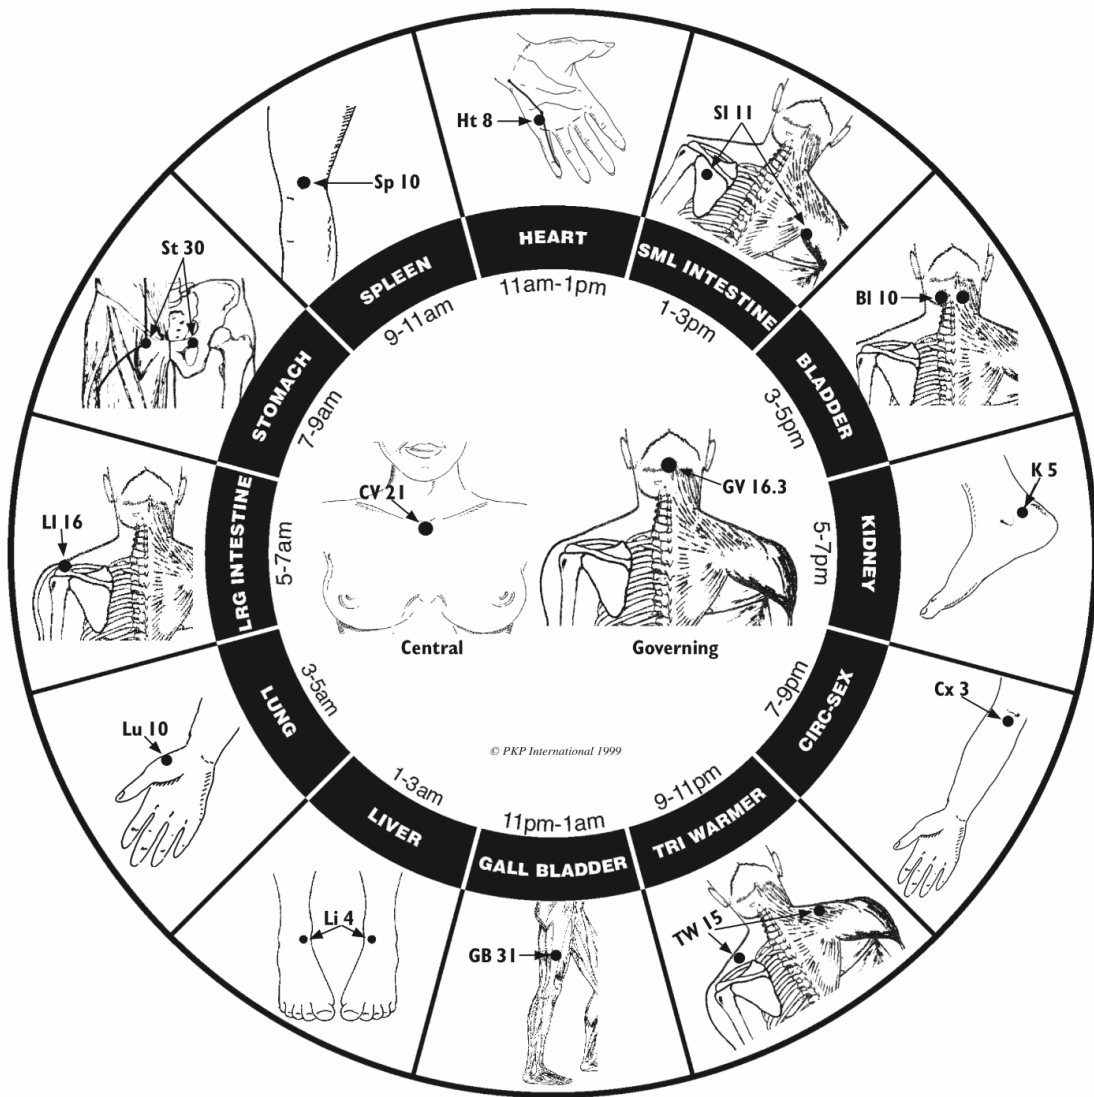 Ht 8
HEART
11am-1pm
SI 11
SML INTESTINE
1-3pm
Bl 10
BLADDER
3-5pm
K 5
KIDNEY
5-7pm
Cx 3
CIRC-SEX
7-9pm
TW 15
TRI WARMER
9-11pm
GB 31
GALL BLADDER
11pm-1am
Li 4
LIVER
1-3am
Lu 10
LUNG
3-5am
LI 16
LRG INTESTINE
5-7am
St 30
STOMACH
7-9am
Sp 10
SPLEEN
9-11am
CV 21
Central
GV 16.3
Governing
© PKP International 1999